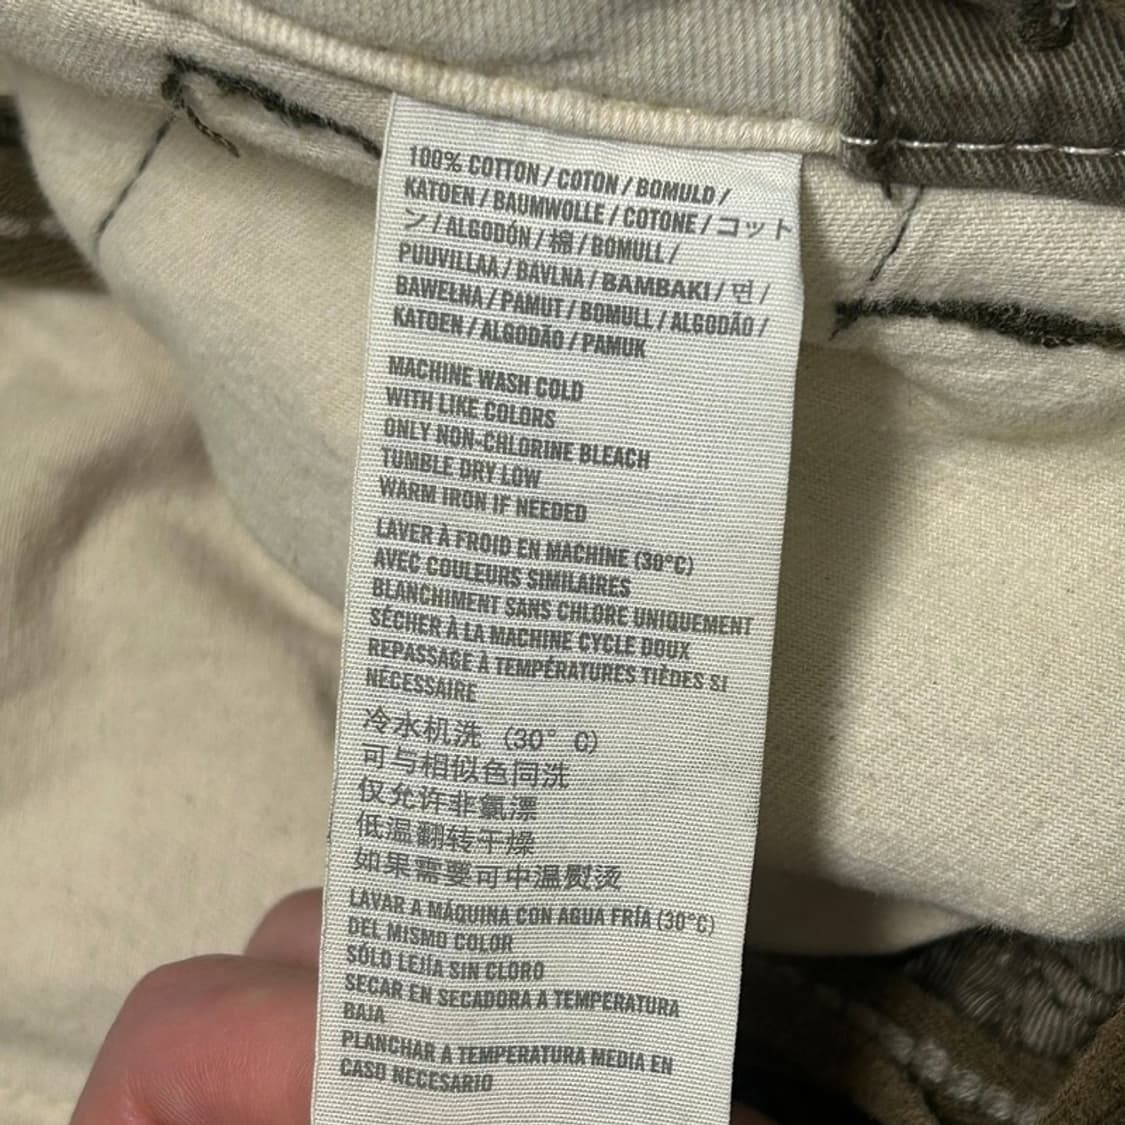 100% COTTON / COTON / BOMULD /
KATOEN / BAUMWOLLE / COTONE / コット
ン / ALGODÓN / 棉 / BOMULL /
PUUVILLAA / BAVLNA / BAMBAKI / 면 /
BAWEŁNA / PAMUT / BOMULL / ALGODÃO /
KATOEN / ALGODÃO / PAMUK
MACHINE WASH COLD
WITH LIKE COLORS
ONLY NON-CHLORINE BLEACH
TUMBLE DRY LOW
WARM IRON IF NEEDED
LAVER À FROID EN MACHINE (30°C)
AVEC COULEURS SIMILAIRES
BLANCHIMENT SANS CHLORE UNIQUEMENT
SÉCHER À LA MACHINE CYCLE DOUX
REPASSAGE À TEMPÉRATURES TIÈDES SI
NÉCESSAIRE
冷水机洗 (30° C)
可与相似色同洗
仅允许非氯漂
低温翻转干燥
如果需要可中温熨烫
LAVAR A MÁQUINA CON AGUA FRÍA (30°C)
DEL MISMO COLOR
SÓLO LEJÍA SIN CLORO
SECAR EN SECADORA A TEMPERATURA
BAJA
PLANCHAR A TEMPERATURA MEDIA EN
CASO NECESARIO